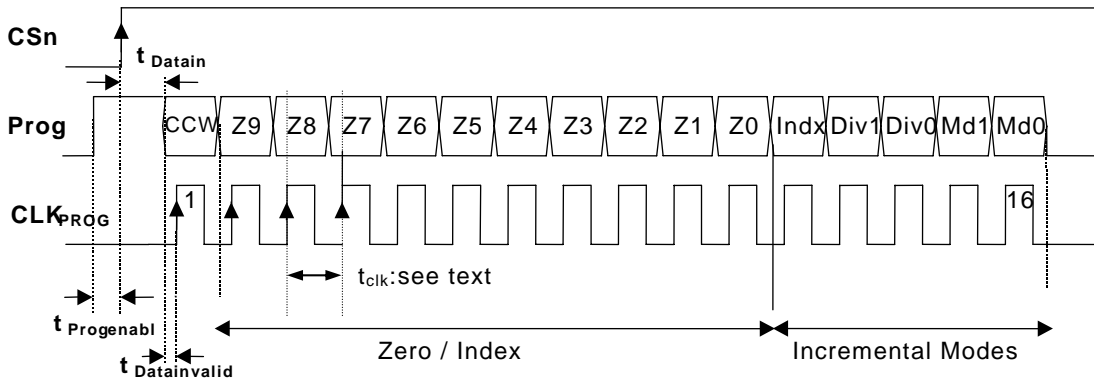 CSn
t Datain
Prog CCW Z9 Z8 Z7 Z6 Z5 Z4 Z3 Z2 Z1 Z0 Indx Div1 Div0 Md1 Md0
CLKPROG 1 16
tclk:see text
t Progenabl
Zero / Index Incremental Modes
t Datainvalid